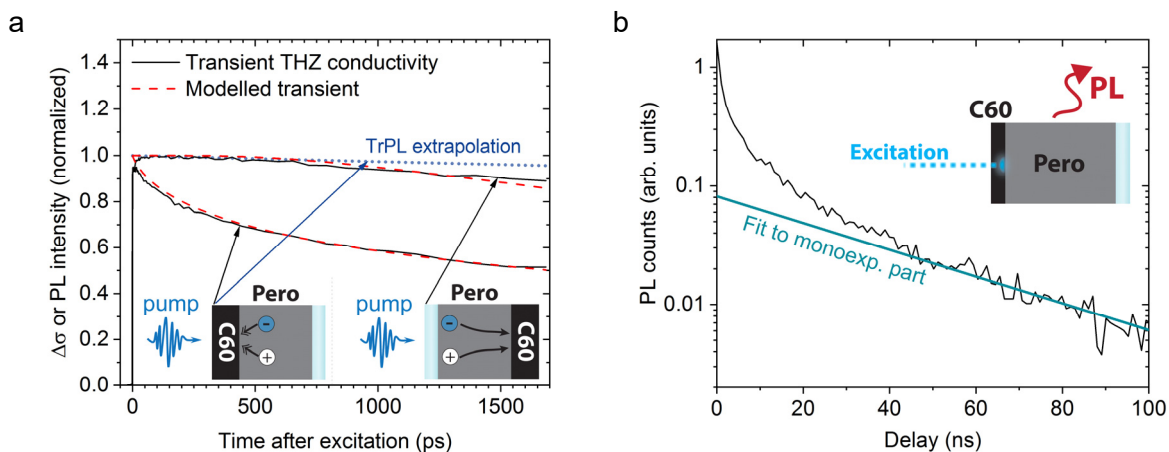 a
Δσ or PL intensity (normalized)
1.4
1.2
1.0
0.8
0.6
0.4
0.2
0.0
Transient THZ conductivity
Modelled transient
TrPL extrapolation
pump
Pero
C60
-
+
pump
Pero
C60
-
+
0
500
1000
1500
Time after excitation (ps)
b
PL counts (arb. units)
1
0.1
0.01
PL
C60
Excitation
Pero
Fit to monoexp. part
0
20
40
60
80
100
Delay (ns)